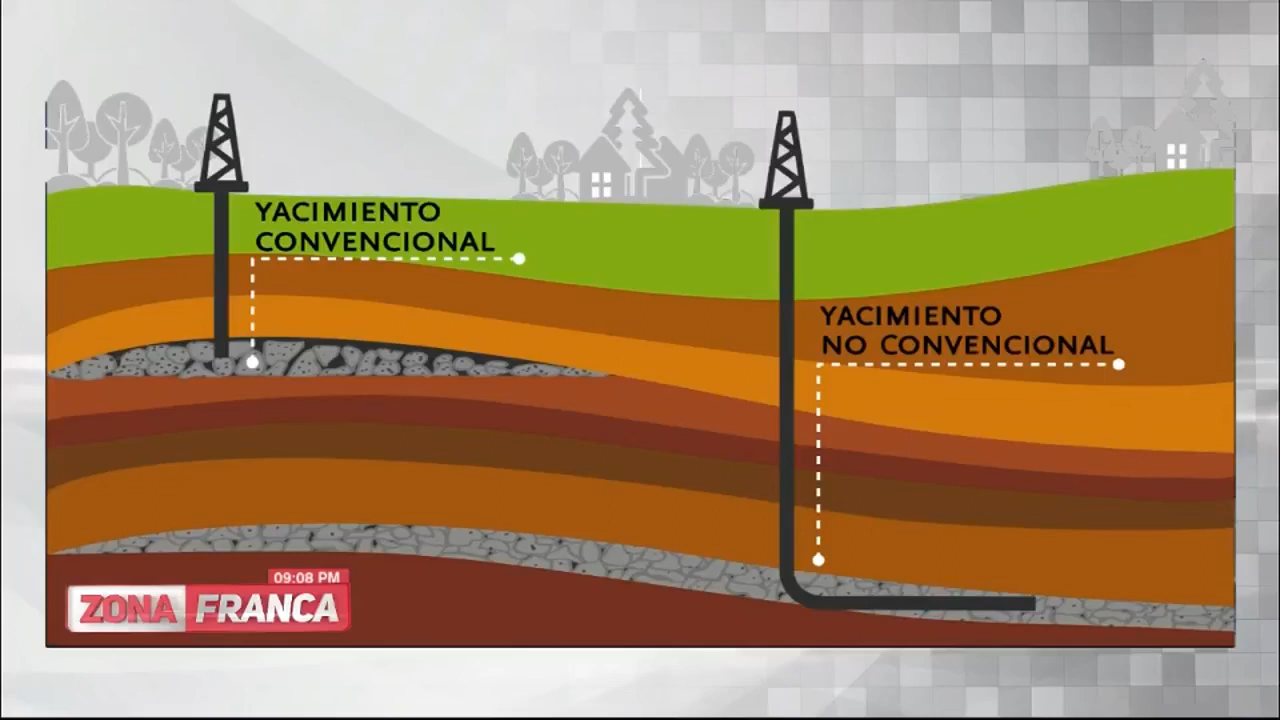 YACIMIENTO
CONVENCIONAL
YACIMIENTO
NO CONVENCIONAL
09:08 PM
ZONA FRANCA